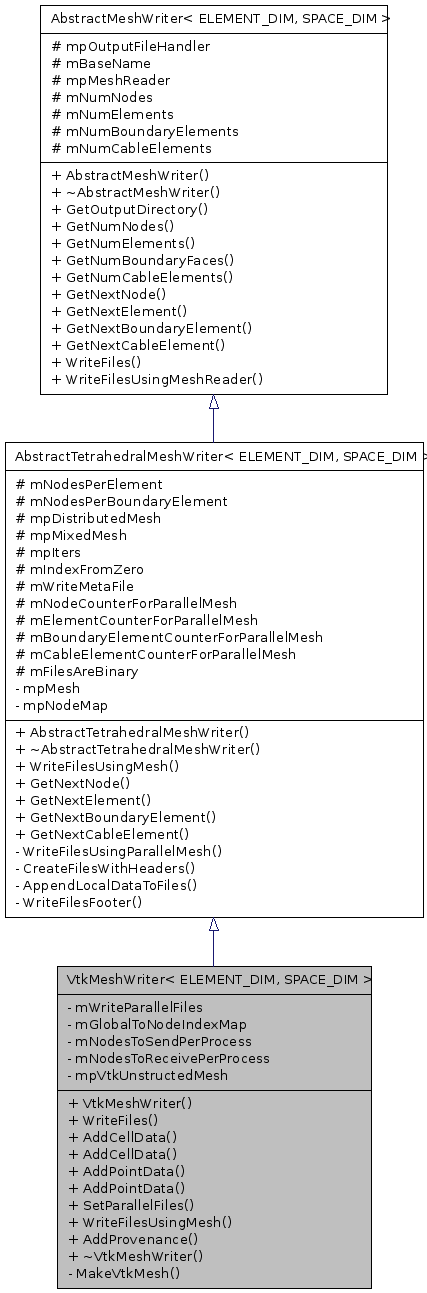 AbstractMeshWriter< ELEMENT_DIM, SPACE_DIM >
# mpOutputFileHandler
# mBaseName
# mpMeshReader
# mNumNodes
# mNumElements
# mNumBoundaryElements
# mNumCableElements
+ AbstractMeshWriter()
+ ~AbstractMeshWriter()
+ GetOutputDirectory()
+ GetNumNodes()
+ GetNumElements()
+ GetNumBoundaryFaces()
+ GetNumCableElements()
+ GetNextNode()
+ GetNextElement()
+ GetNextBoundaryElement()
+ GetNextCableElement()
+ WriteFiles()
+ WriteFilesUsingMeshReader()
AbstractTetrahedralMeshWriter< ELEMENT_DIM, SPACE_DIM >
# mNodesPerElement
# mNodesPerBoundaryElement
# mpDistributedMesh
# mpMixedMesh
# mpIters
# mIndexFromZero
# mWriteMetaFile
# mNodeCounterForParallelMesh
# mElementCounterForParallelMesh
# mBoundaryElementCounterForParallelMesh
# mCableElementCounterForParallelMesh
# mFilesAreBinary
- mpMesh
- mpNodeMap
+ AbstractTetrahedralMeshWriter()
+ ~AbstractTetrahedralMeshWriter()
+ WriteFilesUsingMesh()
+ GetNextNode()
+ GetNextElement()
+ GetNextBoundaryElement()
+ GetNextCableElement()
- WriteFilesUsingParallelMesh()
- CreateFilesWithHeaders()
- AppendLocalDataToFiles()
- WriteFilesFooter()
VtkMeshWriter< ELEMENT_DIM, SPACE_DIM >
- mWriteParallelFiles
- mGlobalToNodeIndexMap
- mNodesToSendPerProcess
- mNodesToReceivePerProcess
- mpVtkUnstructedMesh
+ VtkMeshWriter()
+ WriteFiles()
+ AddCellData()
+ AddCellData()
+ AddPointData()
+ AddPointData()
+ SetParallelFiles()
+ WriteFilesUsingMesh()
+ AddProvenance()
+ ~VtkMeshWriter()
- MakeVtkMesh()